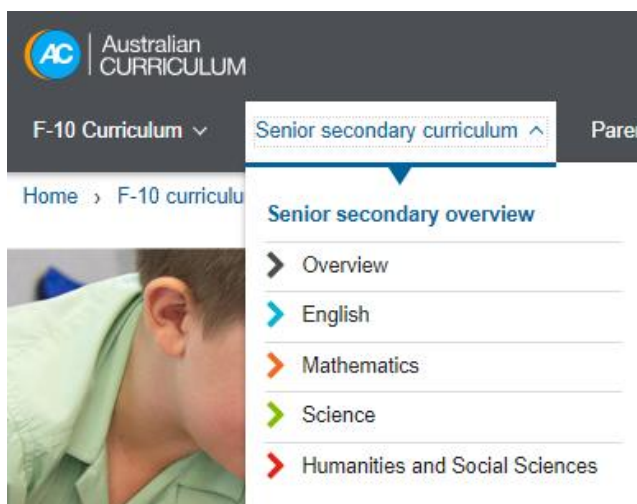 AC
Australian
CURRICULUM
F-10 Curriculum
Senior secondary curriculum
Home › F-10
Senior secondary overview
Overview
English
Mathematics
Science
Humanities and Social Sciences